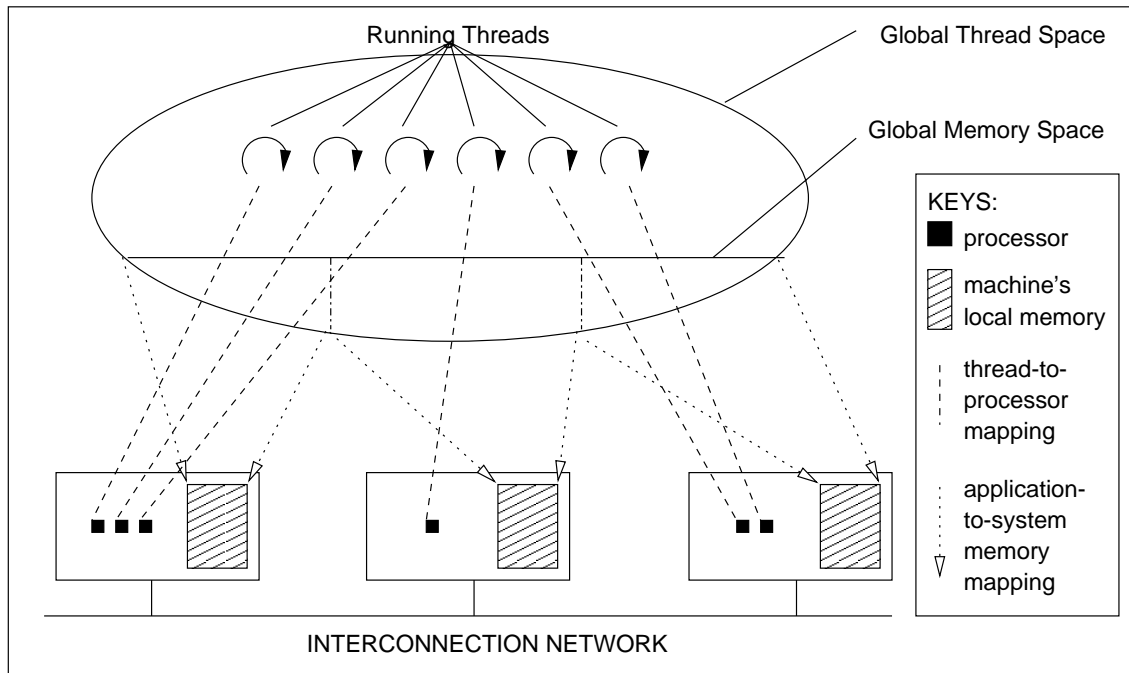 Running Threads
Global Thread Space
Global Memory Space
KEYS:
processor
machine's
local memory
thread-to-
processor
mapping
application-
to-system
memory
mapping
INTERCONNECTION NETWORK